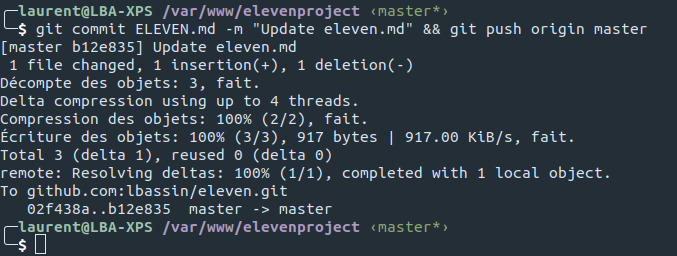 laurent@LBA-XPS /var/www/elevenproject ‹master*›
$ git commit ELEVEN.md -m "Update eleven.md" && git push origin master
[master b12e835] Update eleven.md
 1 file changed, 1 insertion(+), 1 deletion(-)
Décompte des objets: 3, fait.
Delta compression using up to 4 threads.
Compression des objets: 100% (2/2), fait.
Écriture des objets: 100% (3/3), 917 bytes | 917.00 KiB/s, fait.
Total 3 (delta 1), reused 0 (delta 0)
remote: Resolving deltas: 100% (1/1), completed with 1 local object.
To github.com:lbassin/eleven.git
   02f438a..b12e835  master -> master
laurent@LBA-XPS /var/www/elevenproject ‹master*›
$